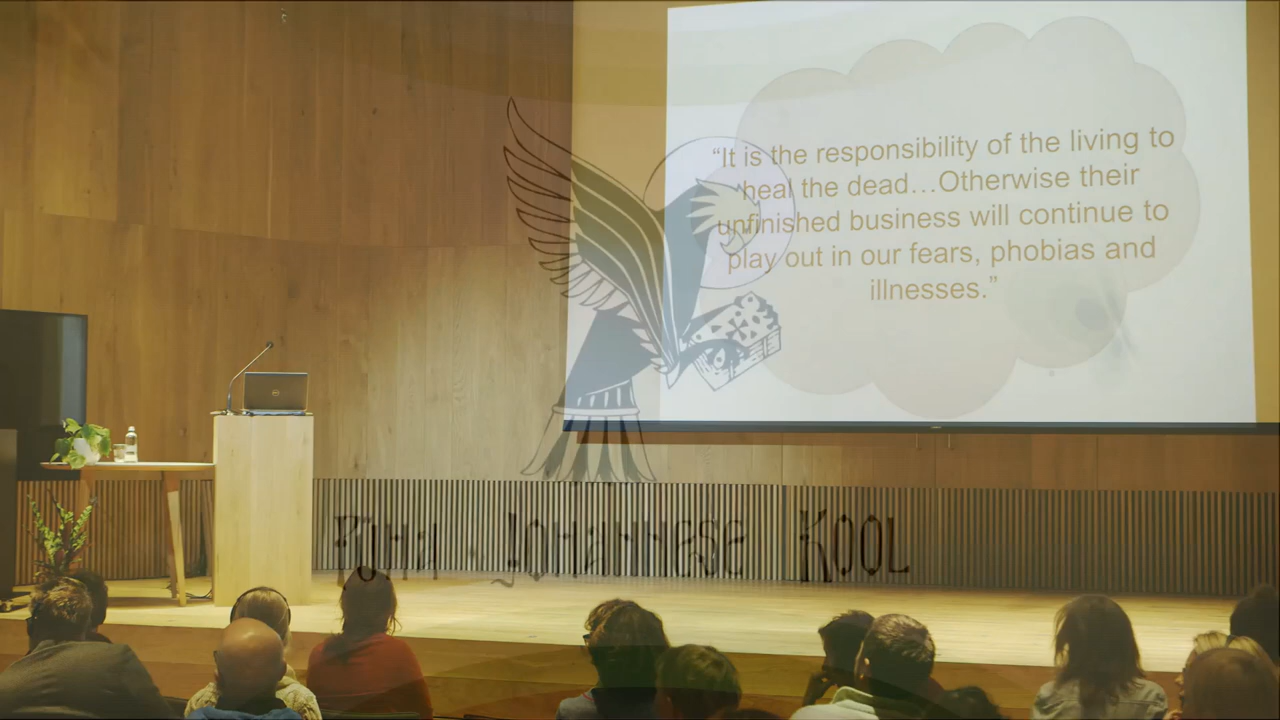 “It is the responsibility of the living to
heal the dead…Otherwise their
unfinished business will continue to
play out in our fears, phobias and
illnesses.”
Püha Johannese Kool